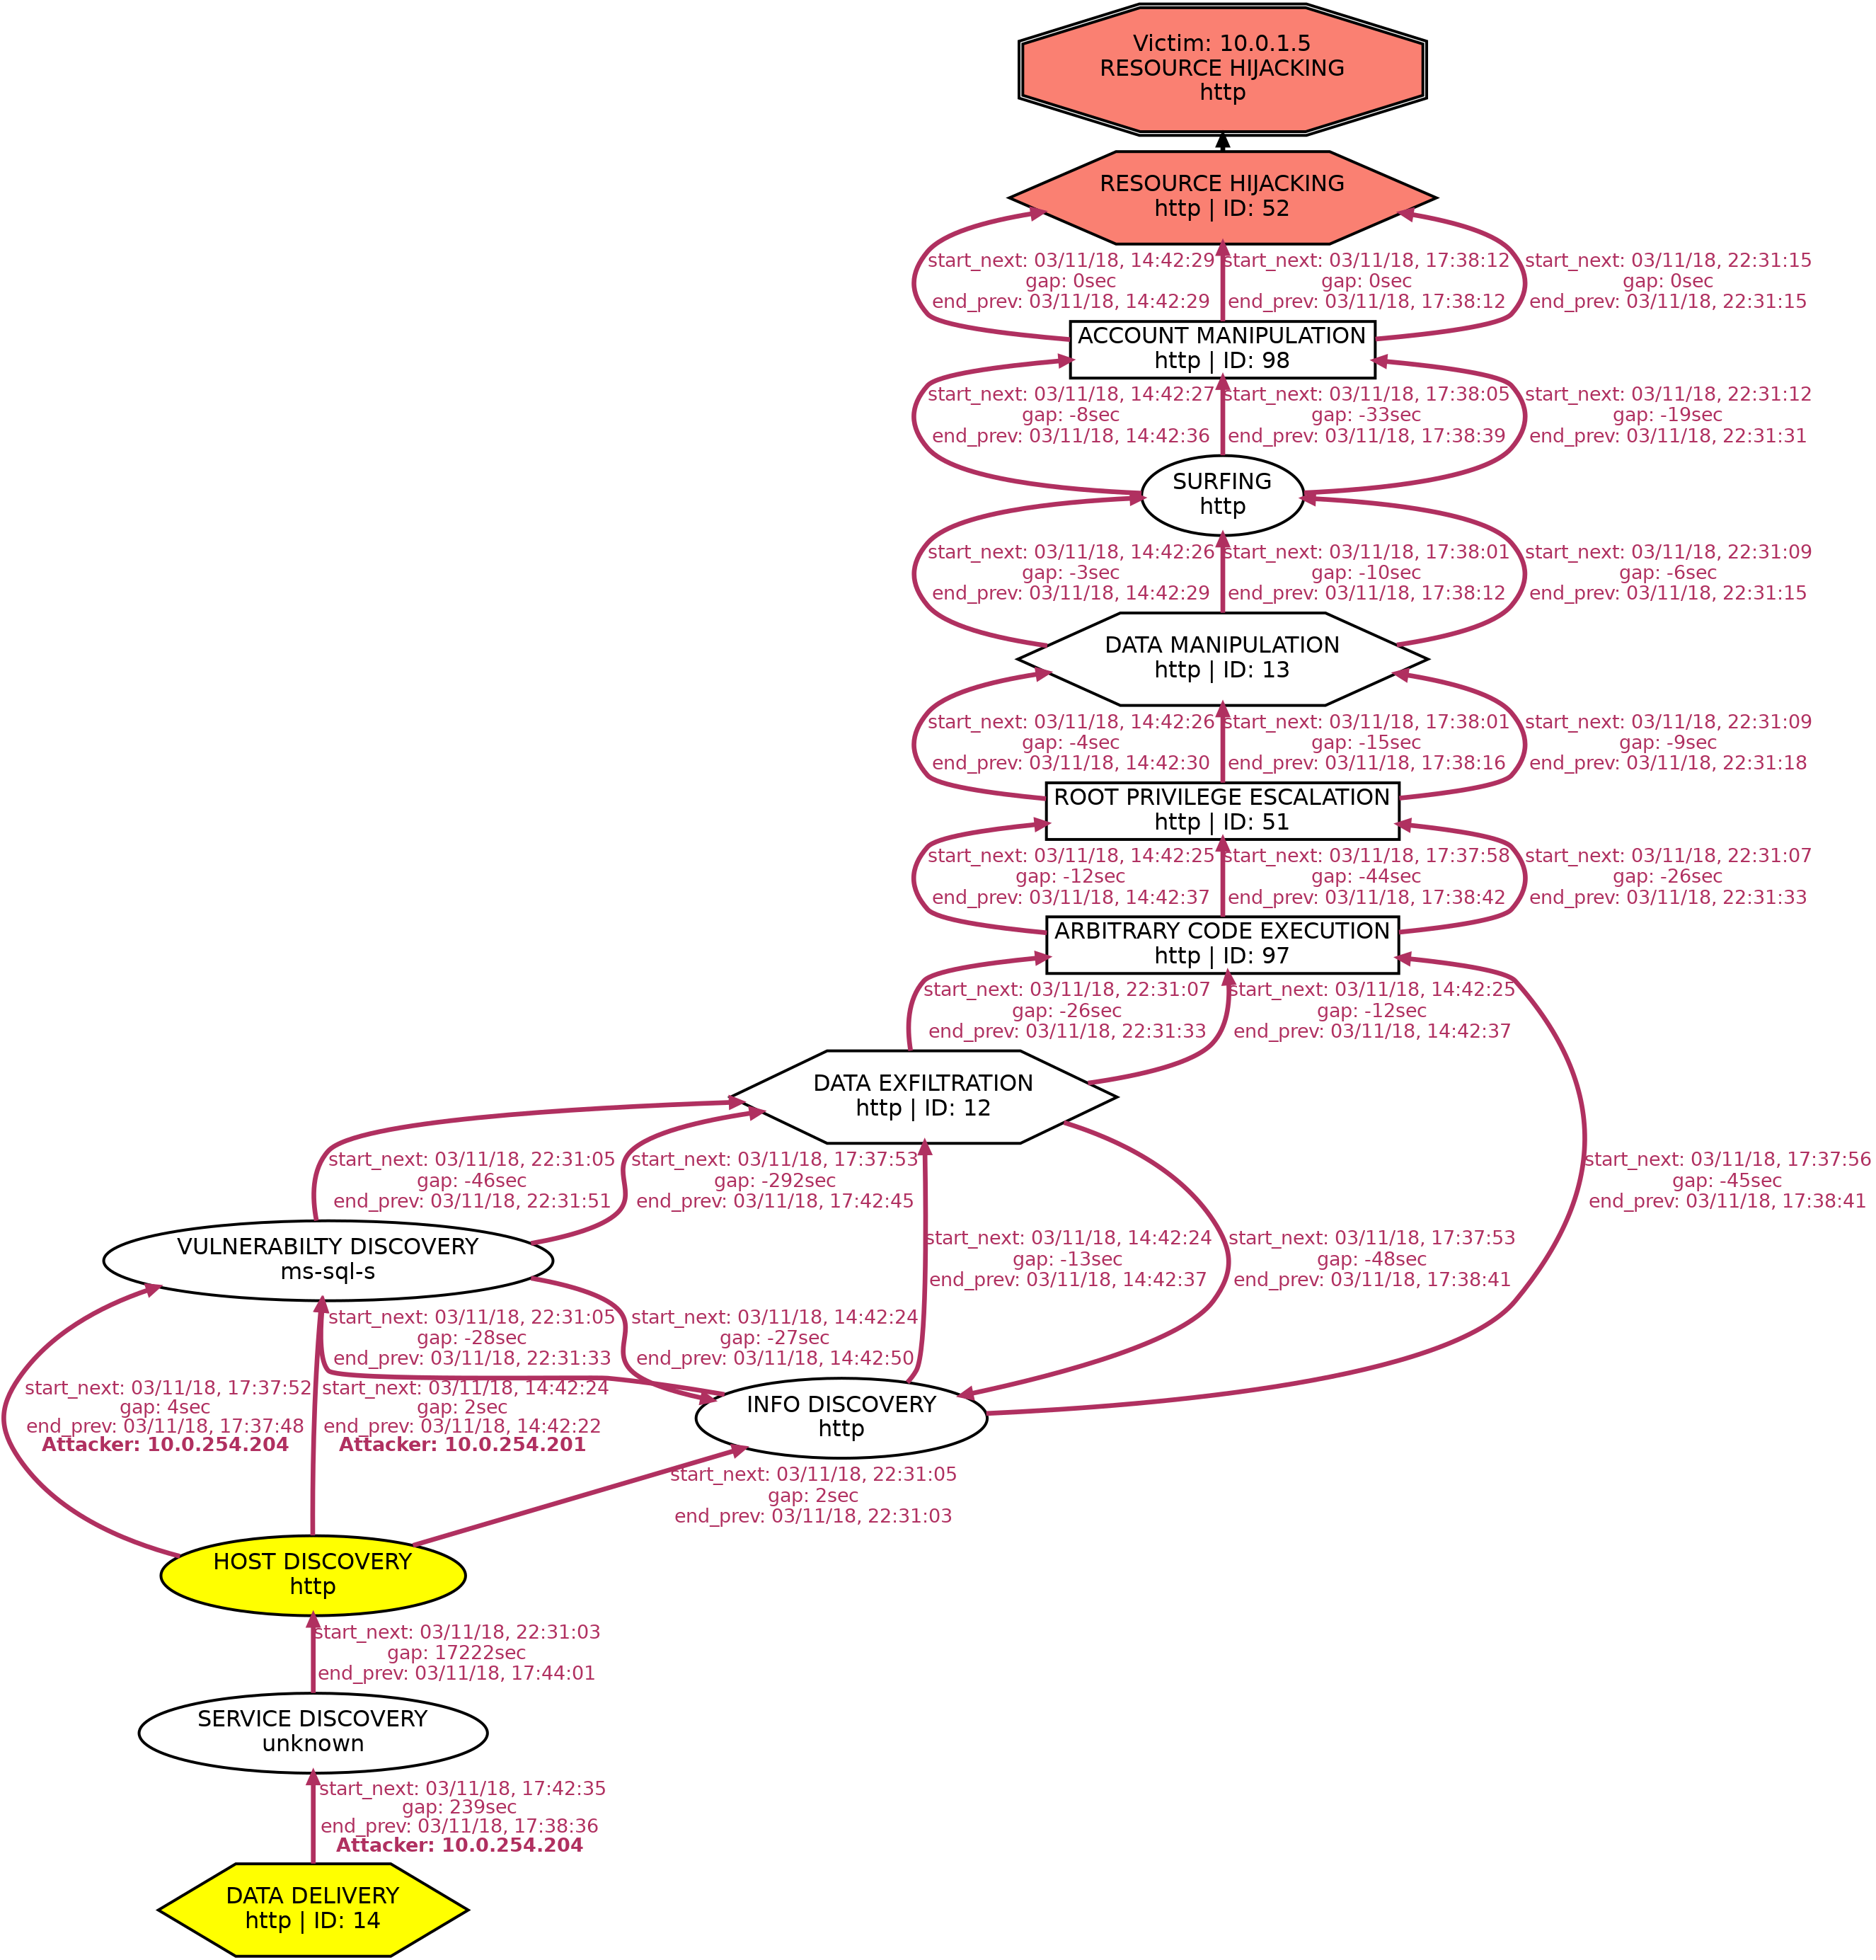 Victim: 10.0.1.5
RESOURCE HIJACKING
http
RESOURCE HIJACKING
http | ID: 52
start_next: 03/11/18, 14:42:29
gap: 0sec
end_prev: 03/11/18, 14:42:29
start_next: 03/11/18, 17:38:12
gap: 0sec
end_prev: 03/11/18, 17:38:12
start_next: 03/11/18, 22:31:15
gap: 0sec
end_prev: 03/11/18, 22:31:15
ACCOUNT MANIPULATION
http | ID: 98
start_next: 03/11/18, 14:42:27
gap: -8sec
end_prev: 03/11/18, 14:42:36
start_next: 03/11/18, 17:38:05
gap: -33sec
end_prev: 03/11/18, 17:38:39
start_next: 03/11/18, 22:31:12
gap: -19sec
end_prev: 03/11/18, 22:31:31
SURFING
http
start_next: 03/11/18, 14:42:26
gap: -3sec
end_prev: 03/11/18, 14:42:29
start_next: 03/11/18, 17:38:01
gap: -10sec
end_prev: 03/11/18, 17:38:12
start_next: 03/11/18, 22:31:09
gap: -6sec
end_prev: 03/11/18, 22:31:15
DATA MANIPULATION
http | ID: 13
start_next: 03/11/18, 14:42:26
gap: -4sec
end_prev: 03/11/18, 14:42:30
start_next: 03/11/18, 17:38:01
gap: -15sec
end_prev: 03/11/18, 17:38:16
start_next: 03/11/18, 22:31:09
gap: -9sec
end_prev: 03/11/18, 22:31:18
ROOT PRIVILEGE ESCALATION
http | ID: 51
start_next: 03/11/18, 14:42:25
gap: -12sec
end_prev: 03/11/18, 14:42:37
start_next: 03/11/18, 17:37:58
gap: -44sec
end_prev: 03/11/18, 17:38:42
start_next: 03/11/18, 22:31:07
gap: -26sec
end_prev: 03/11/18, 22:31:33
ARBITRARY CODE EXECUTION
http | ID: 97
start_next: 03/11/18, 22:31:07
gap: -26sec
end_prev: 03/11/18, 22:31:33
start_next: 03/11/18, 14:42:25
gap: -12sec
end_prev: 03/11/18, 14:42:37
DATA EXFILTRATION
http | ID: 12
start_next: 03/11/18, 22:31:05
gap: -46sec
end_prev: 03/11/18, 22:31:51
start_next: 03/11/18, 17:37:53
gap: -292sec
end_prev: 03/11/18, 17:42:45
start_next: 03/11/18, 17:37:56
gap: -45sec
end_prev: 03/11/18, 17:38:41
start_next: 03/11/18, 14:42:24
gap: -13sec
end_prev: 03/11/18, 14:42:37
start_next: 03/11/18, 17:37:53
gap: -48sec
end_prev: 03/11/18, 17:38:41
VULNERABILTY DISCOVERY
ms-sql-s
start_next: 03/11/18, 22:31:05
gap: -28sec
end_prev: 03/11/18, 22:31:33
start_next: 03/11/18, 14:42:24
gap: -27sec
end_prev: 03/11/18, 14:42:50
start_next: 03/11/18, 17:37:52
gap: 4sec
end_prev: 03/11/18, 17:37:48
Attacker: 10.0.254.204
start_next: 03/11/18, 14:42:24
gap: 2sec
end_prev: 03/11/18, 14:42:22
Attacker: 10.0.254.201
INFO DISCOVERY
http
start_next: 03/11/18, 22:31:05
gap: 2sec
end_prev: 03/11/18, 22:31:03
HOST DISCOVERY
http
start_next: 03/11/18, 22:31:03
gap: 17222sec
end_prev: 03/11/18, 17:44:01
SERVICE DISCOVERY
unknown
start_next: 03/11/18, 17:42:35
gap: 239sec
end_prev: 03/11/18, 17:38:36
Attacker: 10.0.254.204
DATA DELIVERY
http | ID: 14